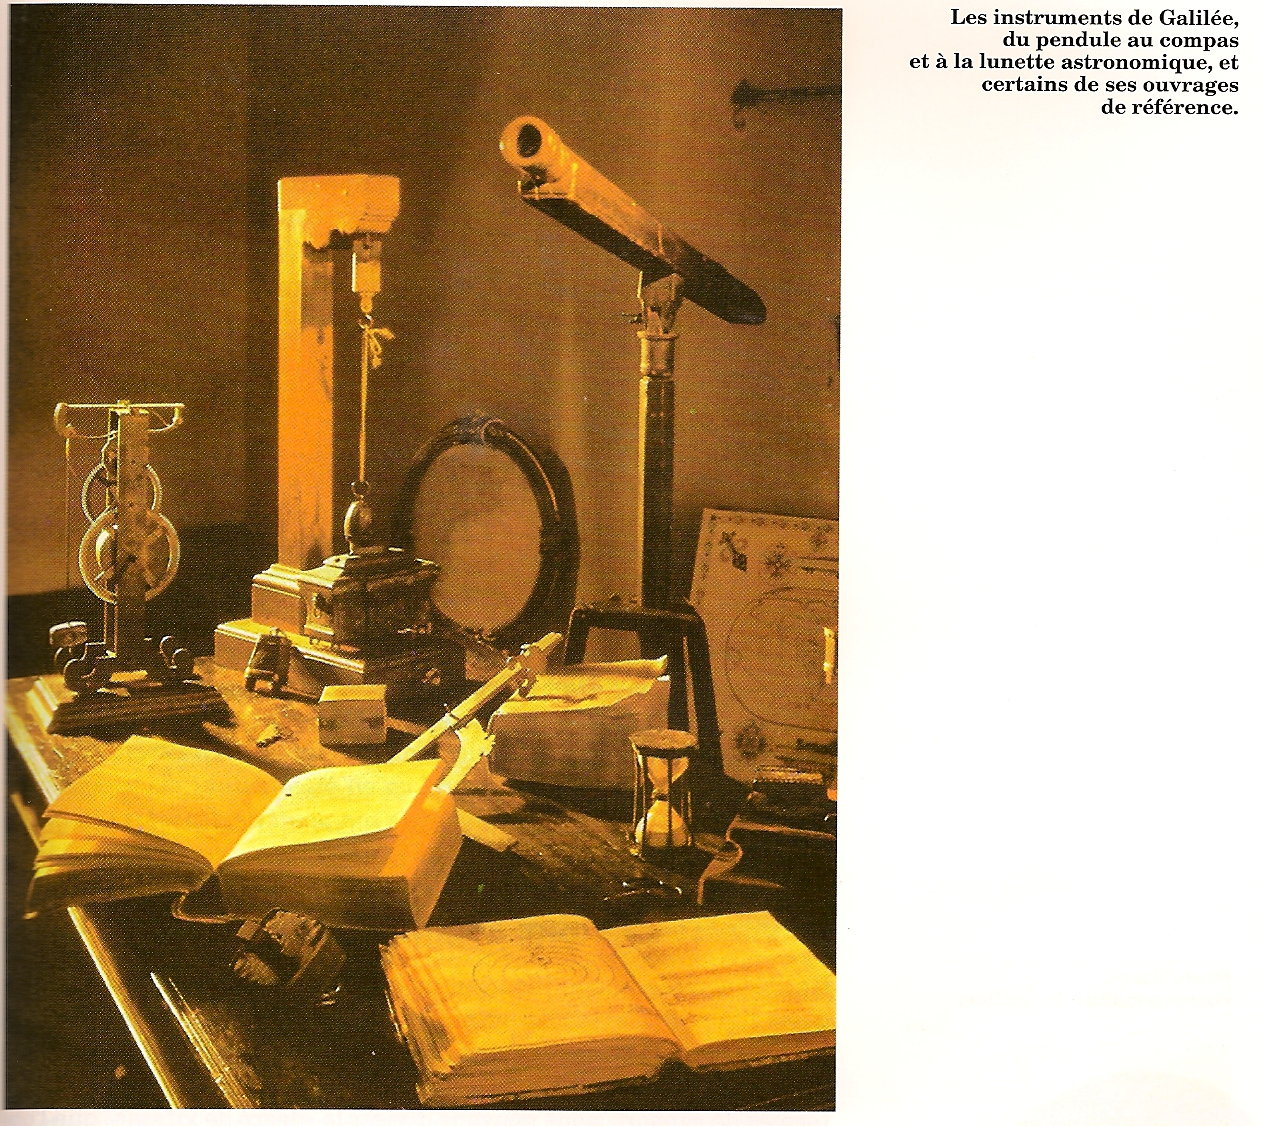 Les instruments de Galilée,
du pendule au compas
et à la lunette astronomique, et
certains de ses ouvrages
de référence.